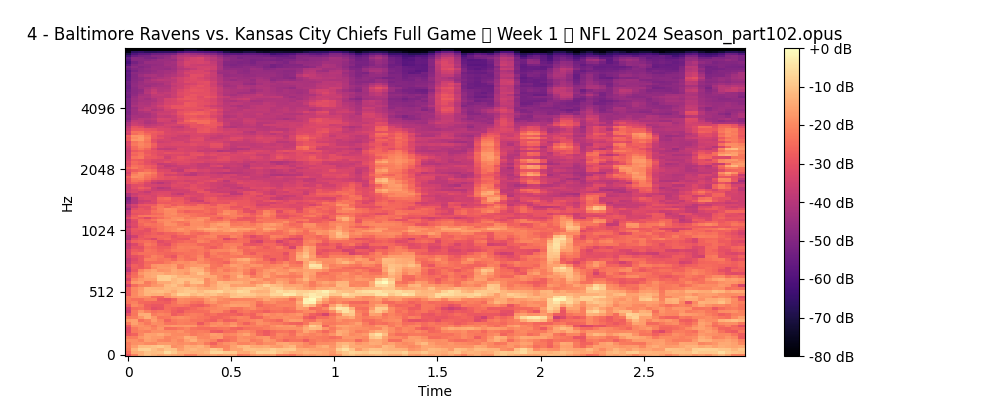 4 - Baltimore Ravens vs. Kansas City Chiefs Full Game ▯ Week 1 ▯ NFL 2024 Season_part102.opus
+0 dB
-10 dB
-20 dB
-30 dB
-40 dB
-50 dB
-60 dB
-70 dB
-80 dB
4096
2048
1024
512
0
Hz
0
0.5
1
1.5
2
2.5
Time